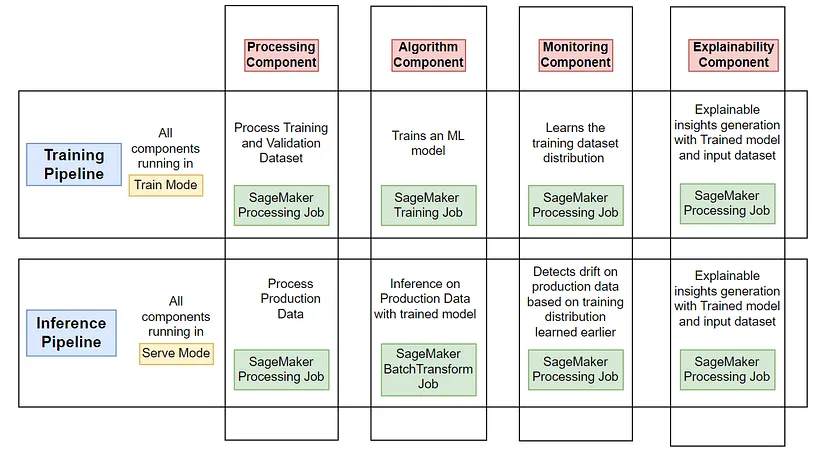 Processing
Component
Algorithm
Component
Monitoring
Component
Explainability
Component
Training
Pipeline
All
components
running in
Train Mode
Process Training
and Validation
Dataset
SageMaker
Processing Job
Trains an ML
model
SageMaker
Training Job
Learns the
training dataset
distribution
SageMaker
Processing Job
Explainable
insights generation
with Trained model
and input dataset
SageMaker
Processing Job
Inference
Pipeline
All
components
running in
Serve Mode
Process
Production
Data
SageMaker
Processing Job
Inference on
Production Data
with trained model
SageMaker
BatchTransform
Job
Detects drift on
production data
based on training
distribution
learned earlier
SageMaker
Processing Job
Explainable
insights generation
with Trained model
and input dataset
SageMaker
Processing Job